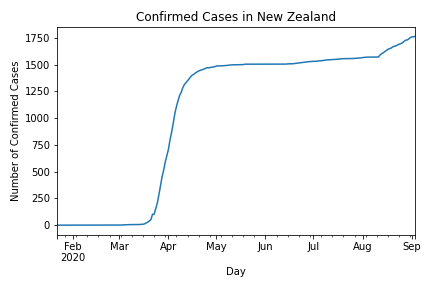 Confirmed Cases in New Zealand
Number of Confirmed Cases
1750
1500
1250
1000
750
500
250
0
Feb Mar Apr May Jun Jul Aug Sep
2020
Day